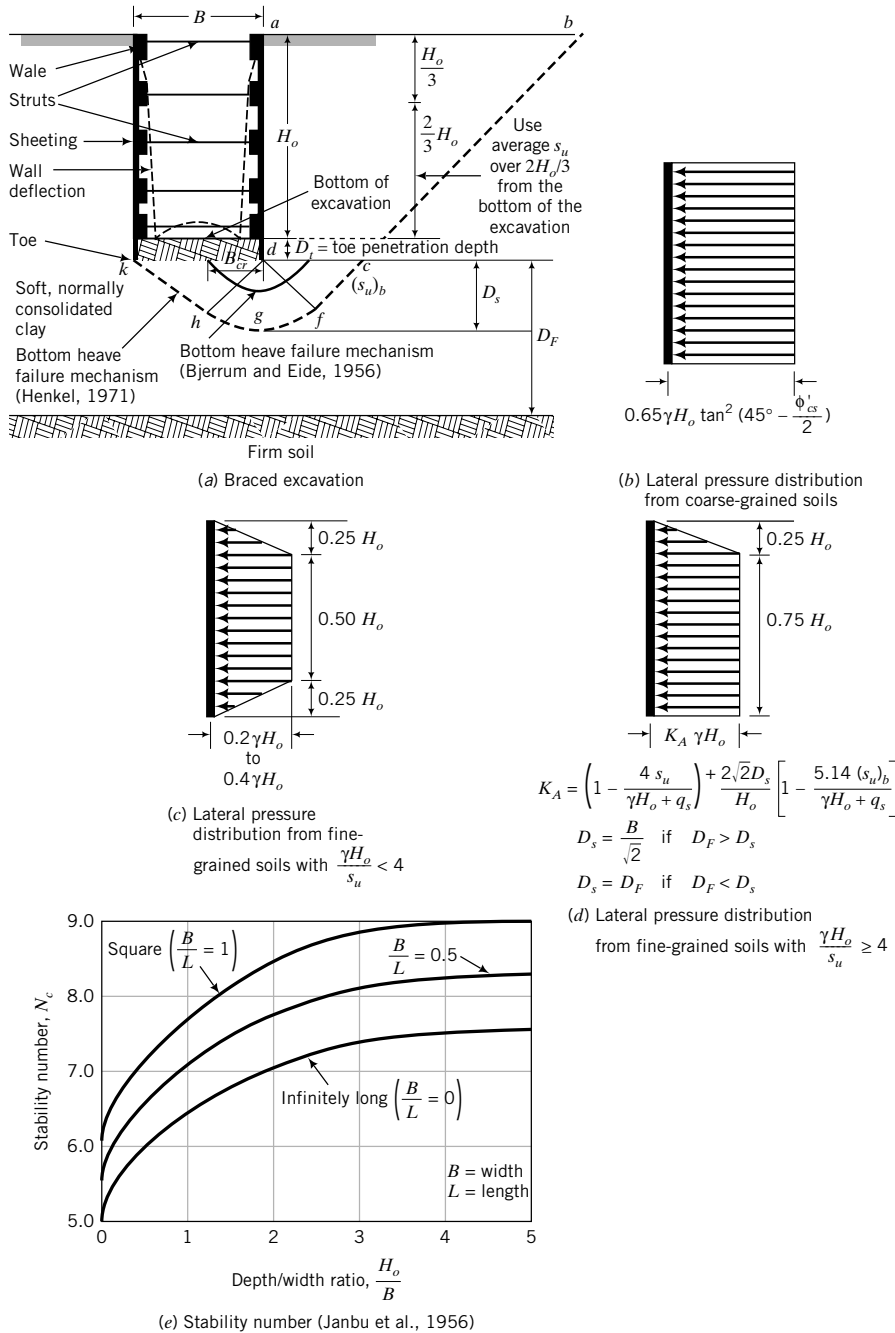 B
a
b
Wale
Struts
Sheeting
Wall
deflection
Toe
k
Soft, normally
consolidated
clay
Bottom heave
failure mechanism
(Henkel, 1971)
H_o
H_o/3
2/3 H_o
Use
average s_u
over 2H_o/3
from the
bottom of the
excavation
Bottom of
excavation
d
D_t = toe penetration depth
B_cr
c
(s_u)_b
h
g
f
D_s
D_F
Bottom heave failure mechanism
(Bjerrum and Eide, 1956)
Firm soil
(a) Braced excavation
0.65γH_o tan² (45° − ϕ'_cs/2)
(b) Lateral pressure distribution
from coarse-grained soils
0.25 H_o
0.50 H_o
0.25 H_o
0.2γH_o
to
0.4γH_o
(c) Lateral pressure
distribution from fine-
grained soils with γH_o/s_u < 4
0.25 H_o
0.75 H_o
K_A γH_o
K_A = (1 − 4 s_u/(γH_o + q_s)) + 2√2D_s/H_o [1 − 5.14 (s_u)_b/(γH_o + q_s)]
D_s = B/√2 if D_F > D_s
D_s = D_F if D_F < D_s
(d) Lateral pressure distribution
from fine-grained soils with γH_o/s_u ≥ 4
9.0
8.0
7.0
6.0
5.0
Stability number, N_c
Square (B/L = 1)
B/L = 0.5
Infinitely long (B/L = 0)
B = width
L = length
0 1 2 3 4 5
Depth/width ratio, H_o/B
(e) Stability number (Janbu et al., 1956)